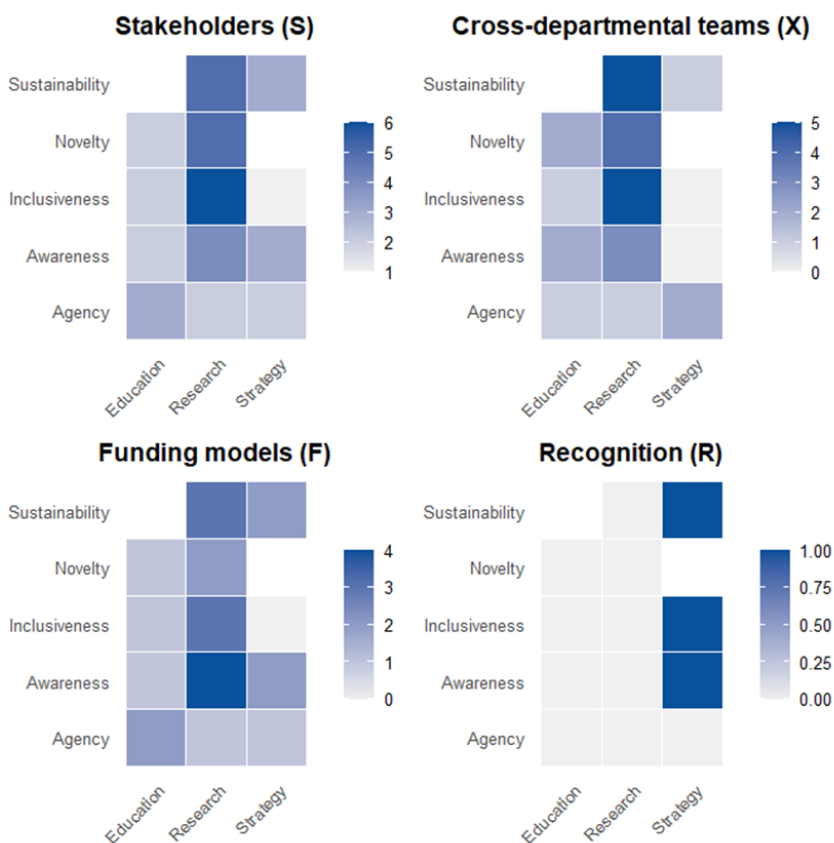 Stakeholders (S)
Sustainability
Novelty
Inclusiveness
Awareness
Agency
Education
Research
Strategy
6
5
4
3
2
1
Cross-departmental teams (X)
Sustainability
Novelty
Inclusiveness
Awareness
Agency
Education
Research
Strategy
5
4
3
2
1
0
Funding models (F)
Sustainability
Novelty
Inclusiveness
Awareness
Agency
Education
Research
Strategy
4
3
2
1
0
Recognition (R)
Sustainability
Novelty
Inclusiveness
Awareness
Agency
Education
Research
Strategy
1.00
0.75
0.50
0.25
0.00